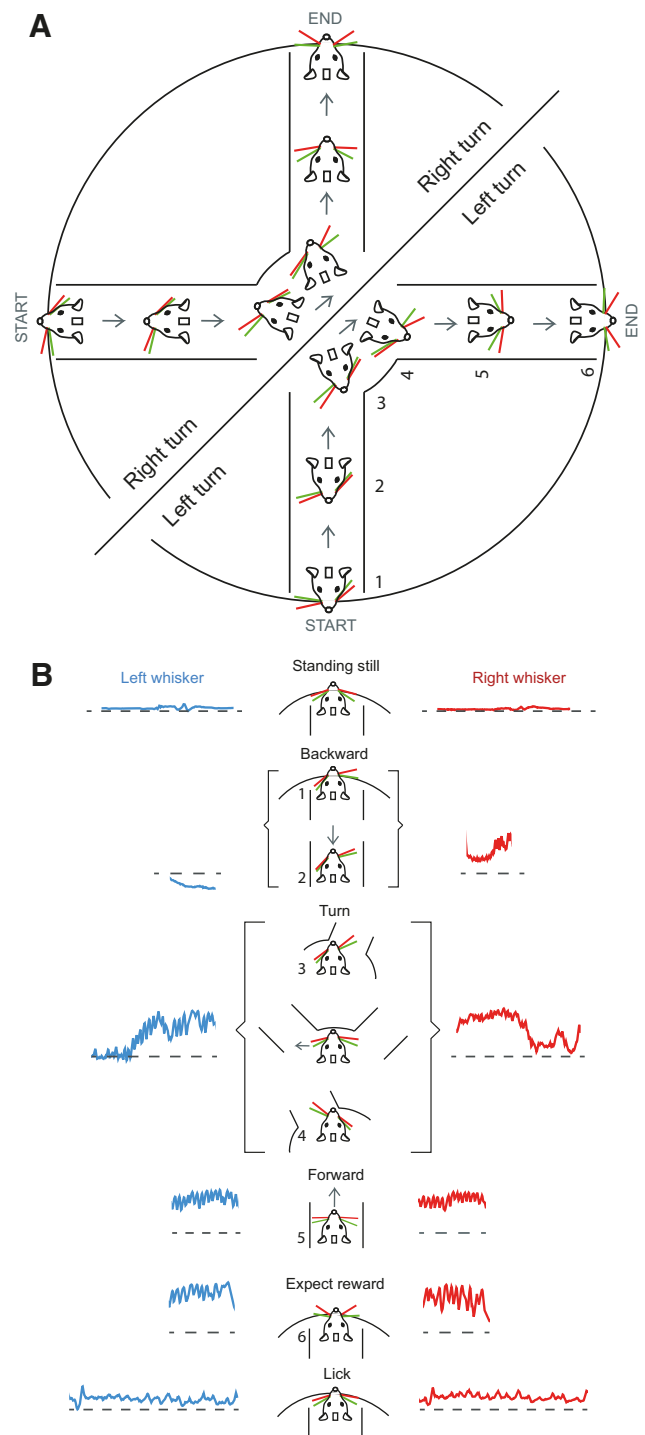 A
END
Right turn
Left turn
START
END
1
2
3
4
5
6
Right turn
Left turn
START
B
Standing still
Left whisker
Right whisker
Backward
1
2
Turn
3
4
Forward
5
Expect reward
6
Lick